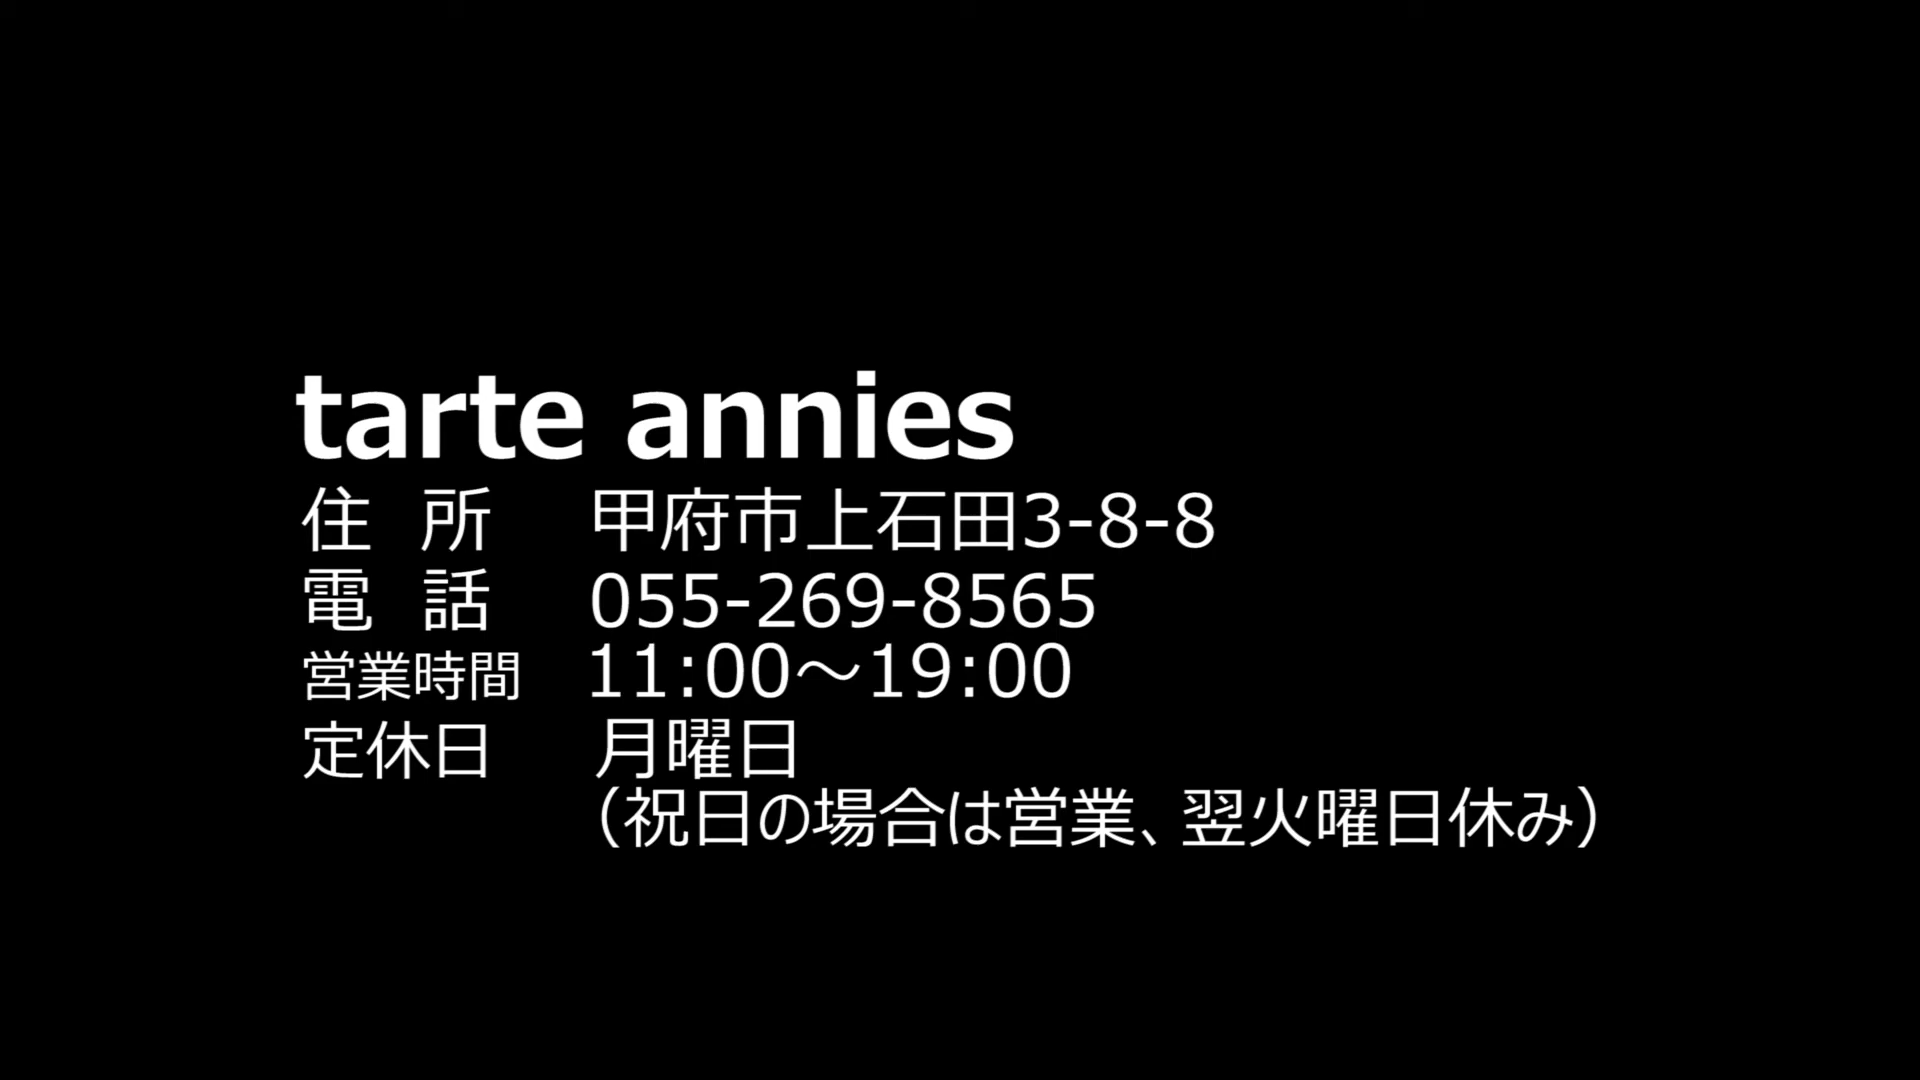 tarte annies
住　所　甲府市上石田3-8-8
電　話　055-269-8565
営業時間　11:00～19:00
定休日　月曜日
（祝日の場合は営業、翌火曜日休み）